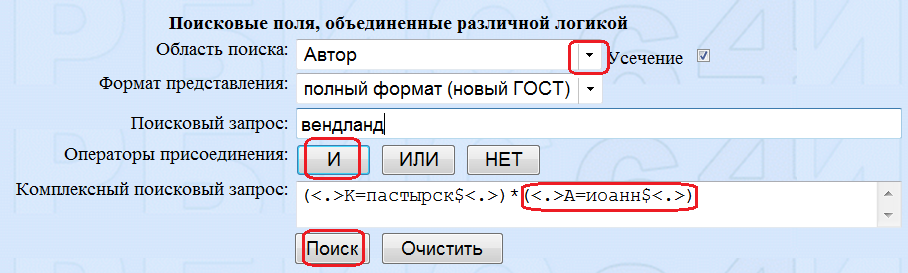 Поисковые поля, объединенные различной логикой
Область поиска: Автор Усечение
Формат представления: полный формат (новый ГОСТ)
Поисковый запрос: вендланд
Операторы присоединения: И ИЛИ НЕТ
Комплексный поисковый запрос: (<.>K=пастырск$<.>)*(<.>A=иоанн$<.>)
Поиск Очистить